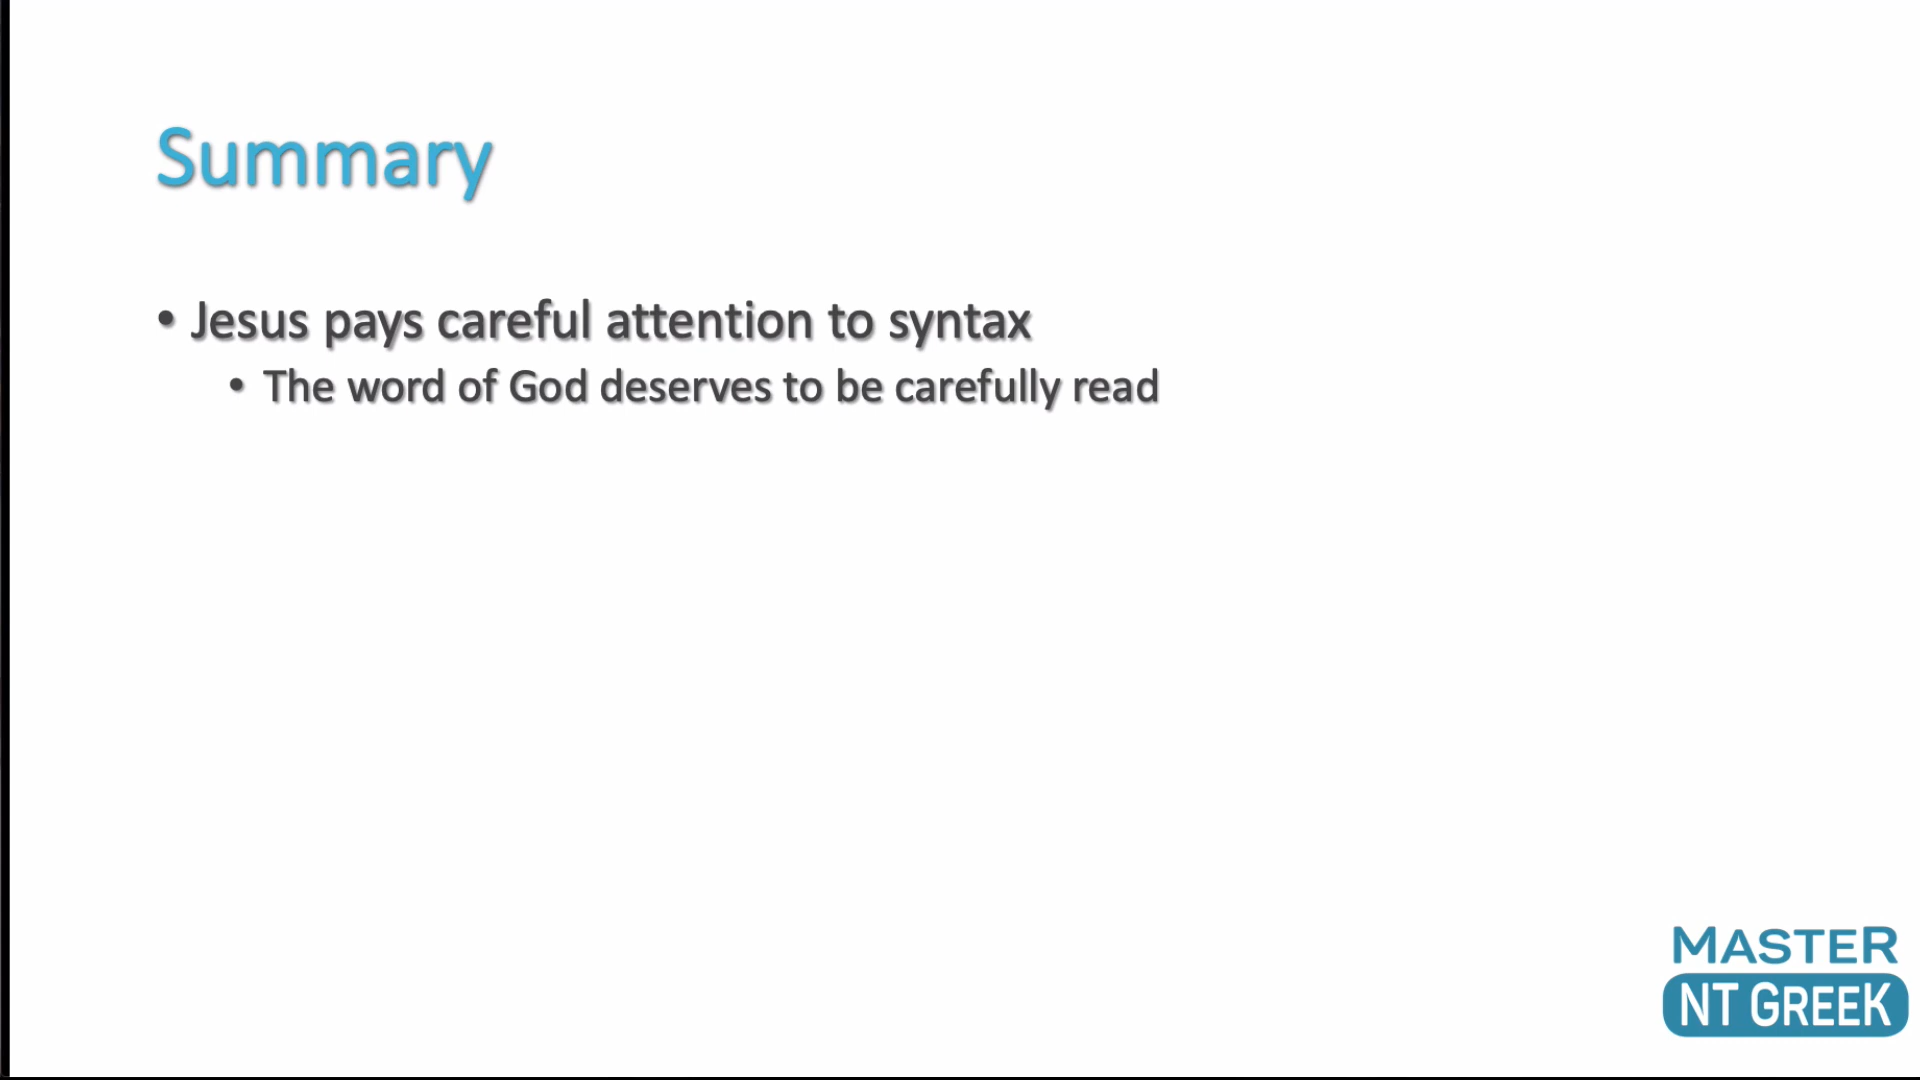 Summary
• Jesus pays careful attention to syntax
• The word of God deserves to be carefully read
MASTER
NT GREEK